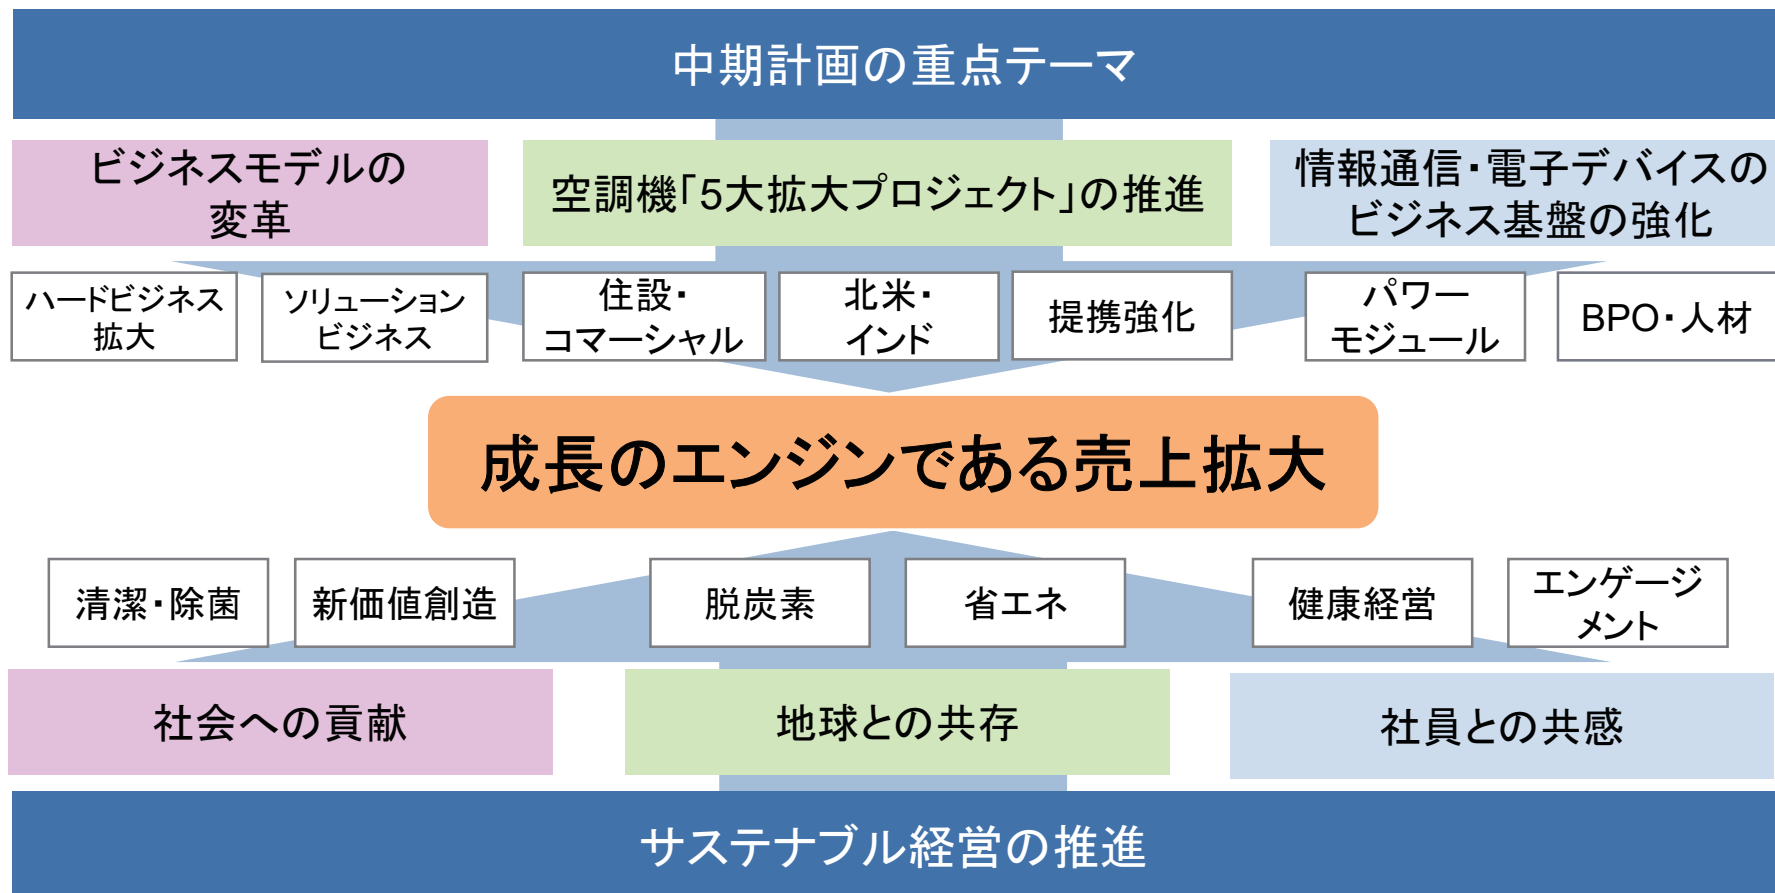 中期計画の重点テーマ
ビジネスモデルの
変革
空調機「5大拡大プロジェクト」の推進
情報通信・電子デバイスの
ビジネス基盤の強化
ハードビジネス
拡大
ソリューション
ビジネス
住設・
コマーシャル
北米・
インド
提携強化
パワー
モジュール
BPO・人材
成長のエンジンである売上拡大
清潔・除菌
新価値創造
脱炭素
省エネ
健康経営
エンゲージ
メント
社会への貢献
地球との共存
社員との共感
サステナブル経営の推進